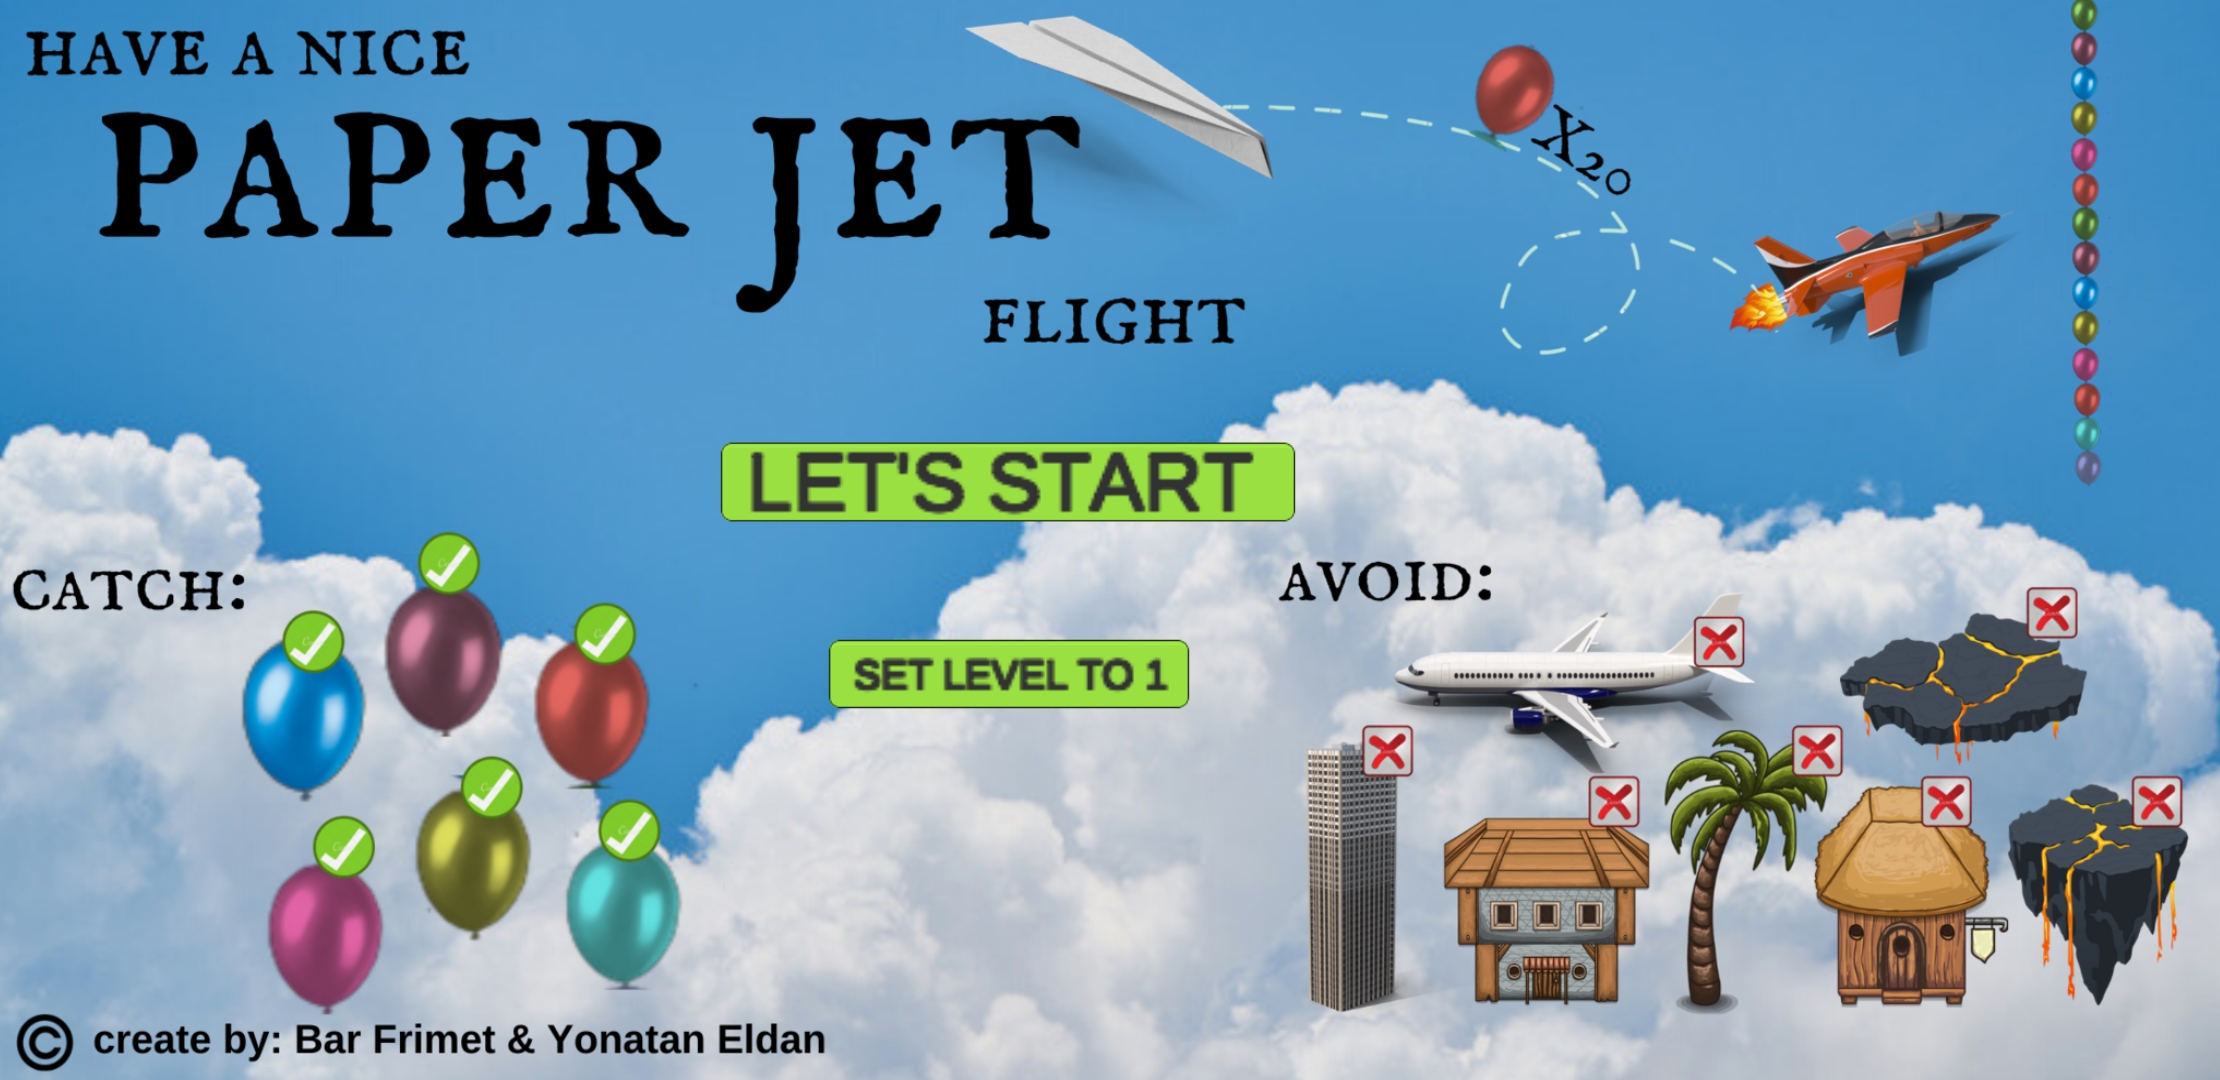 HAVE A NICE
PAPER JET
FLIGHT
X20
LET'S START
CATCH:
AVOID:
SET LEVEL TO 1
© create by: Bar Frimet & Yonatan Eldan